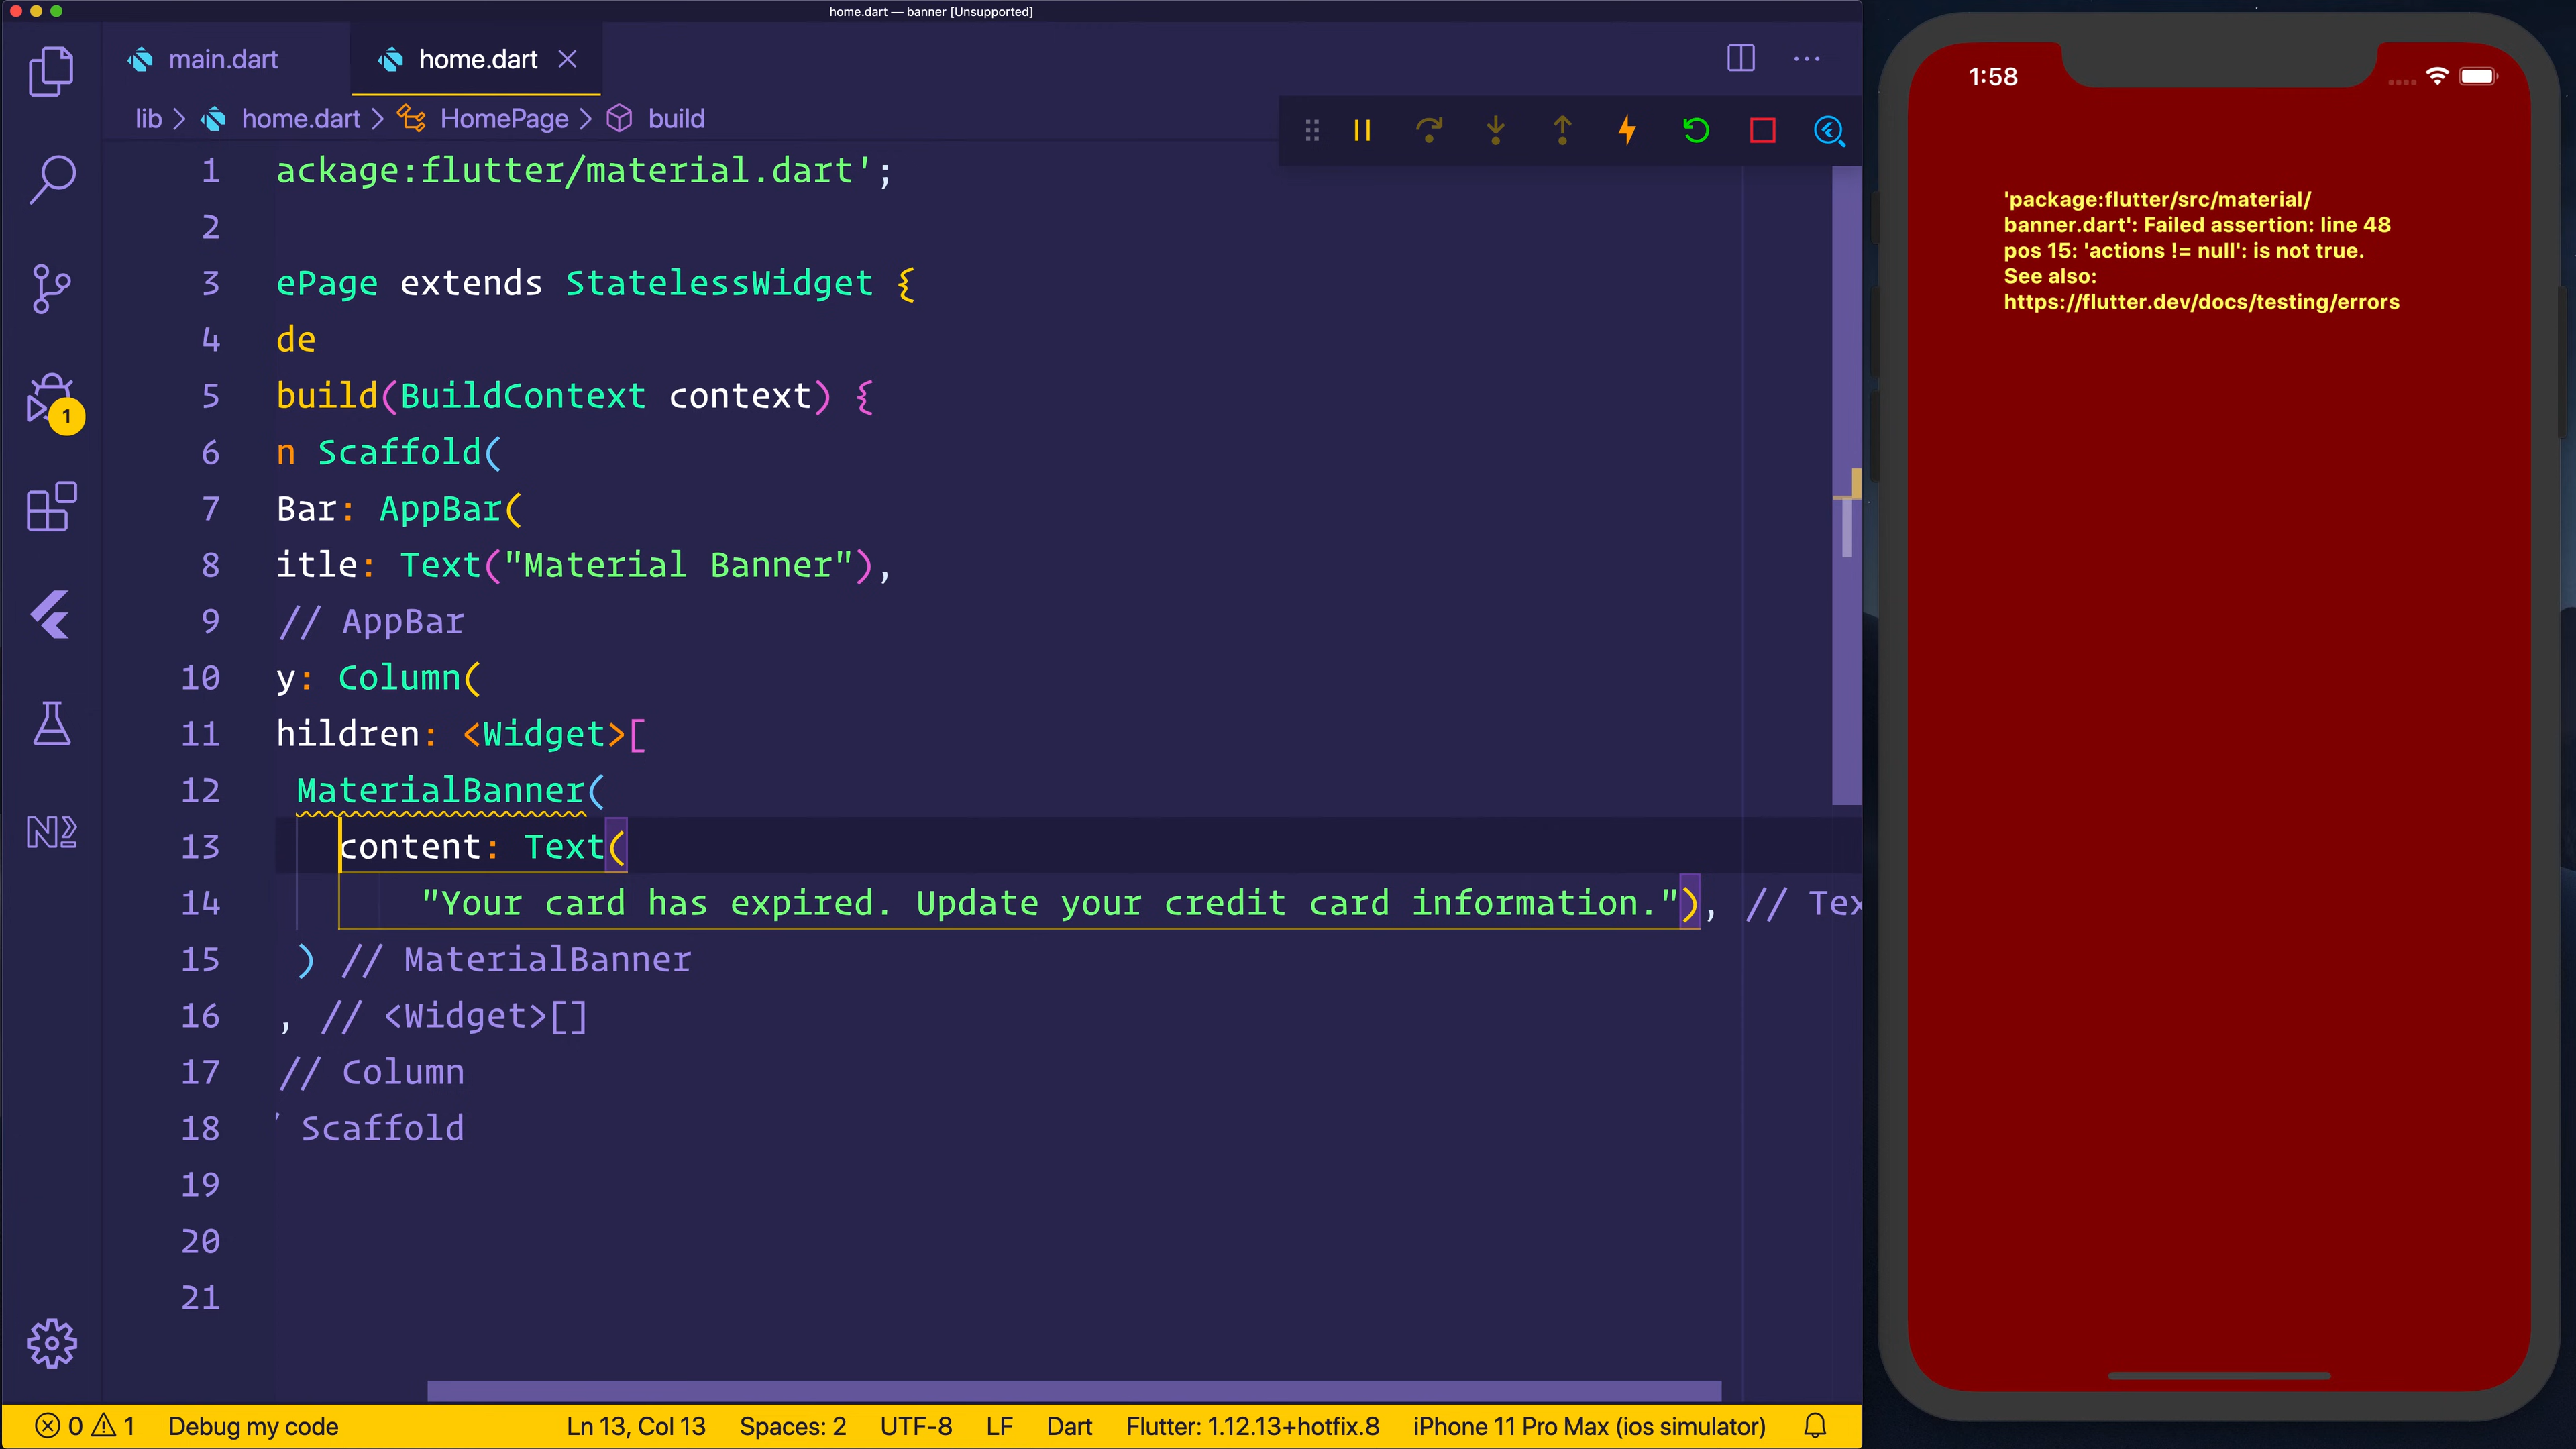 home.dart — banner [Unsupported]
main.dart
home.dart
lib > home.dart > HomePage > build
1 ackage:flutter/material.dart';
2
3 ePage extends StatelessWidget {
4 de
5 build(BuildContext context) {
6 n Scaffold(
7 Bar: AppBar(
8 itle: Text("Material Banner"),
9 // AppBar
10 y: Column(
11 hildren: <Widget>[
12 MaterialBanner(
13 content: Text(
14 "Your card has expired. Update your credit card information."), // Tex
15 ) // MaterialBanner
16 , // <Widget>[]
17 // Column
18 / Scaffold
19
20
21
1
0 1 Debug my code Ln 13, Col 13 Spaces: 2 UTF-8 LF Dart Flutter: 1.12.13+hotfix.8 iPhone 11 Pro Max (ios simulator)
1:58
'package:flutter/src/material/
banner.dart': Failed assertion: line 48
pos 15: 'actions != null': is not true.
See also:
https://flutter.dev/docs/testing/errors